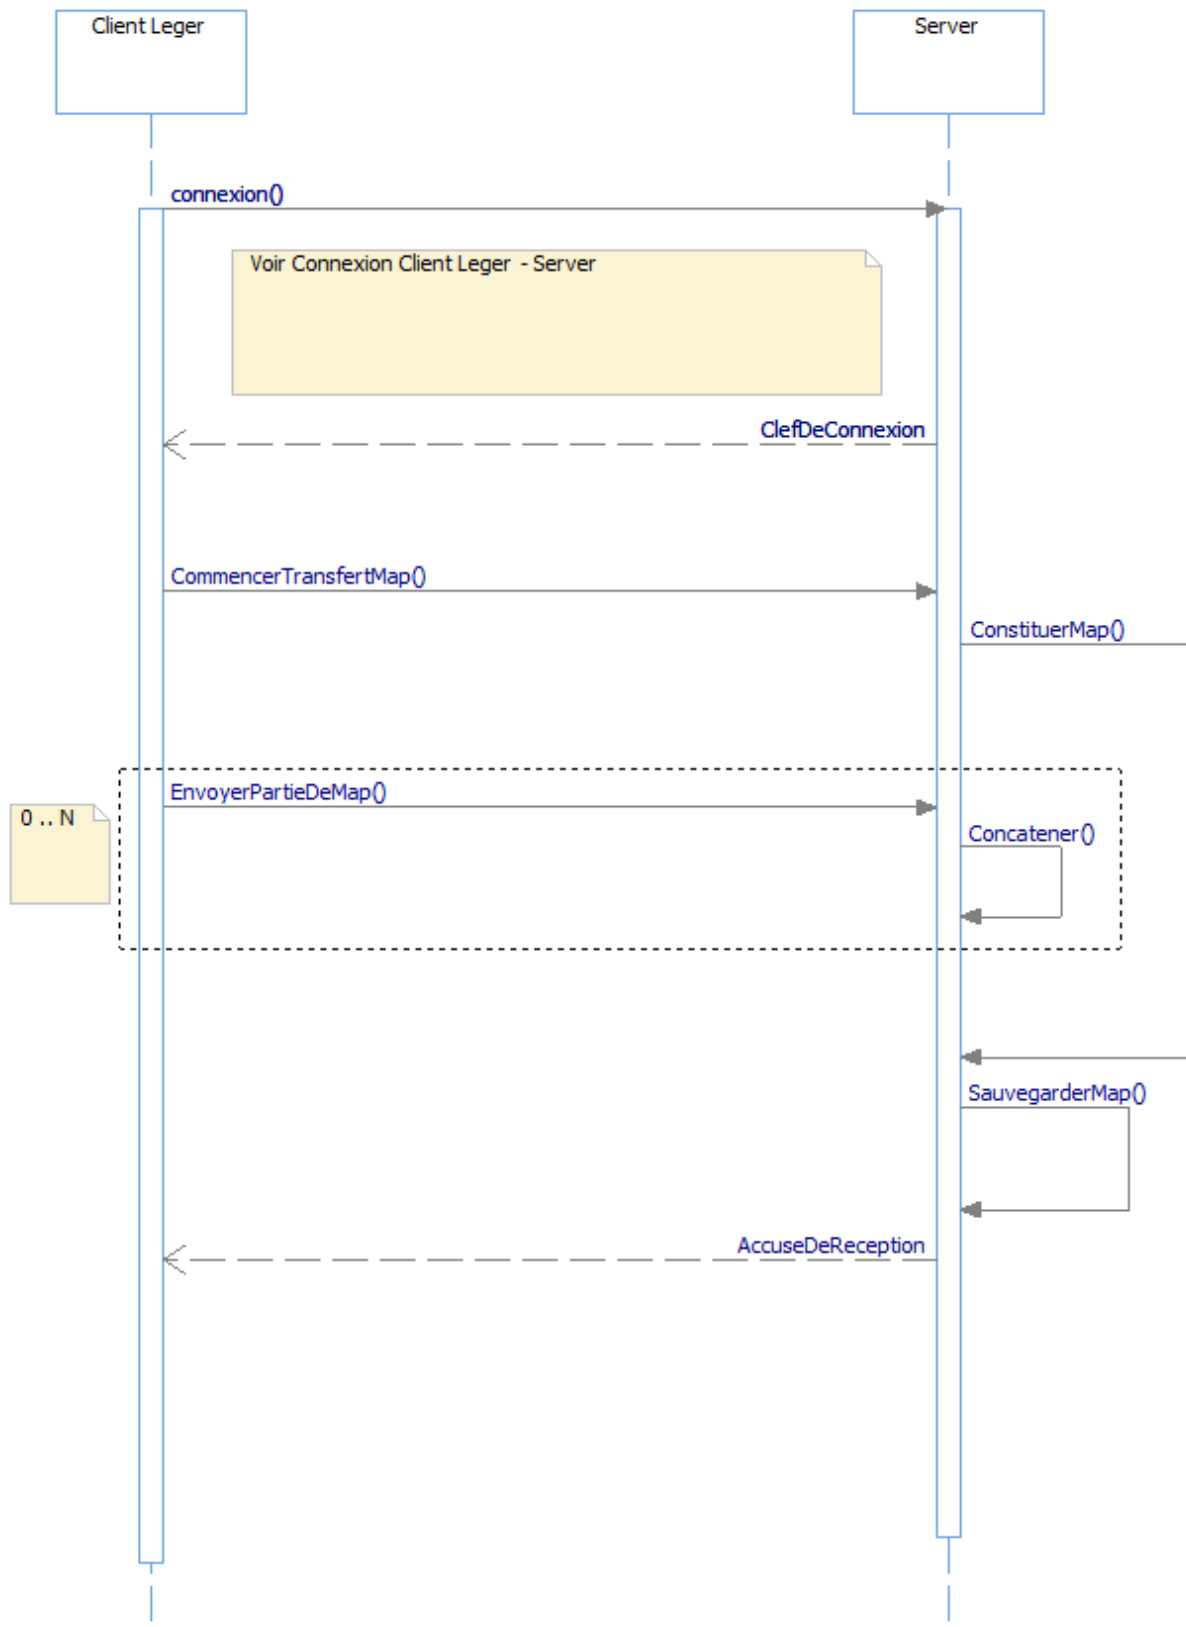 Client Leger
Server
connexion()
Voir Connexion Client Leger - Server
ClefDeConnexion
CommencerTransfertMap()
ConstituerMap()
EnvoyerPartieDeMap()
0 .. N
Concatener()
SauvegarderMap()
AccuseDeReception